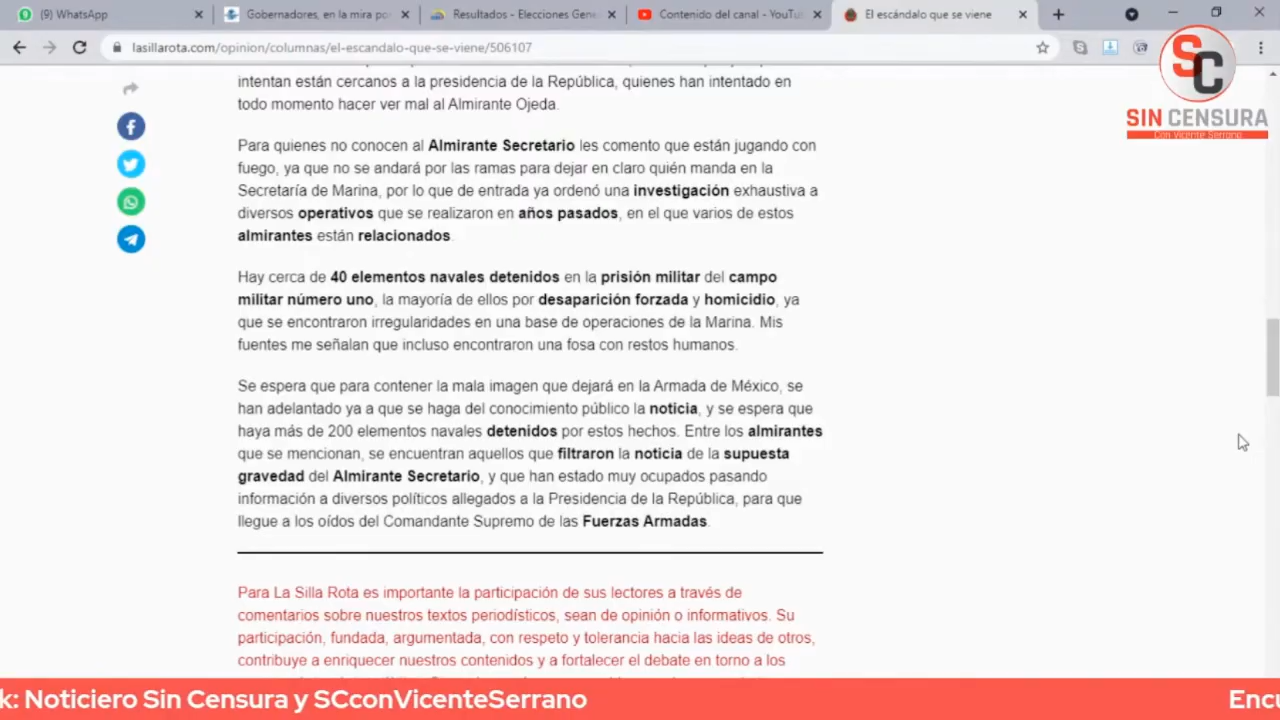 (9) WhatsApp
Gobernadores, en la mira po
Resultados - Elecciones Gene
Contenido del canal - YouTu
El escándalo que se viene
lasillarota.com/opinion/columnas/el-escandalo-que-se-viene/506107
SC
SIN CENSURA
Con Vicente Serrano
intentan están cercanos a la presidencia de la República, quienes han intentado en
todo momento hacer ver mal al Almirante Ojeda.
Para quienes no conocen al Almirante Secretario les comento que están jugando con
fuego, ya que no se andará por las ramas para dejar en claro quién manda en la
Secretaría de Marina, por lo que de entrada ya ordenó una investigación exhaustiva a
diversos operativos que se realizaron en años pasados, en el que varios de estos
almirantes están relacionados.
Hay cerca de 40 elementos navales detenidos en la prisión militar del campo
militar número uno, la mayoría de ellos por desaparición forzada y homicidio, ya
que se encontraron irregularidades en una base de operaciones de la Marina. Mis
fuentes me señalan que incluso encontraron una fosa con restos humanos.
Se espera que para contener la mala imagen que dejará en la Armada de México, se
han adelantado ya a que se haga del conocimiento público la noticia, y se espera que
haya más de 200 elementos navales detenidos por estos hechos. Entre los almirantes
que se mencionan, se encuentran aquellos que filtraron la noticia de la supuesta
gravedad del Almirante Secretario, y que han estado muy ocupados pasando
información a diversos políticos allegados a la Presidencia de la República, para que
llegue a los oídos del Comandante Supremo de las Fuerzas Armadas.
Para La Silla Rota es importante la participación de sus lectores a través de
comentarios sobre nuestros textos periodísticos, sean de opinión o informativos. Su
participación, fundada, argumentada, con respeto y tolerancia hacia las ideas de otros,
contribuye a enriquecer nuestros contenidos y a fortalecer el debate en torno a los
k: Noticiero Sin Censura y SCconVicenteSerrano
Encu